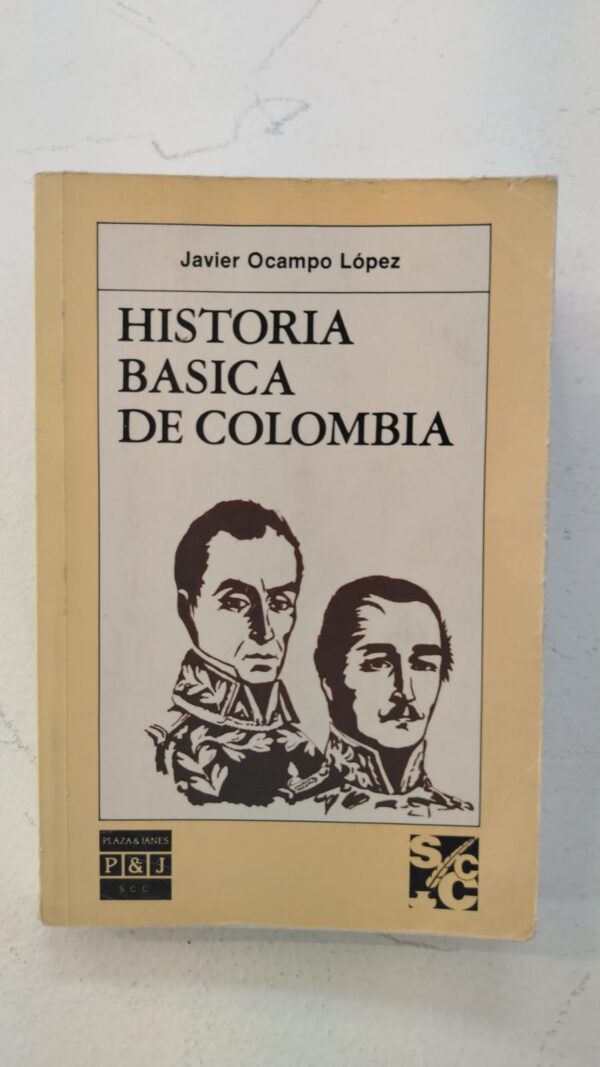 Javier Ocampo López
HISTORIA
BASICA
DE COLOMBIA
PLAZA & JANES
P & J
S C C